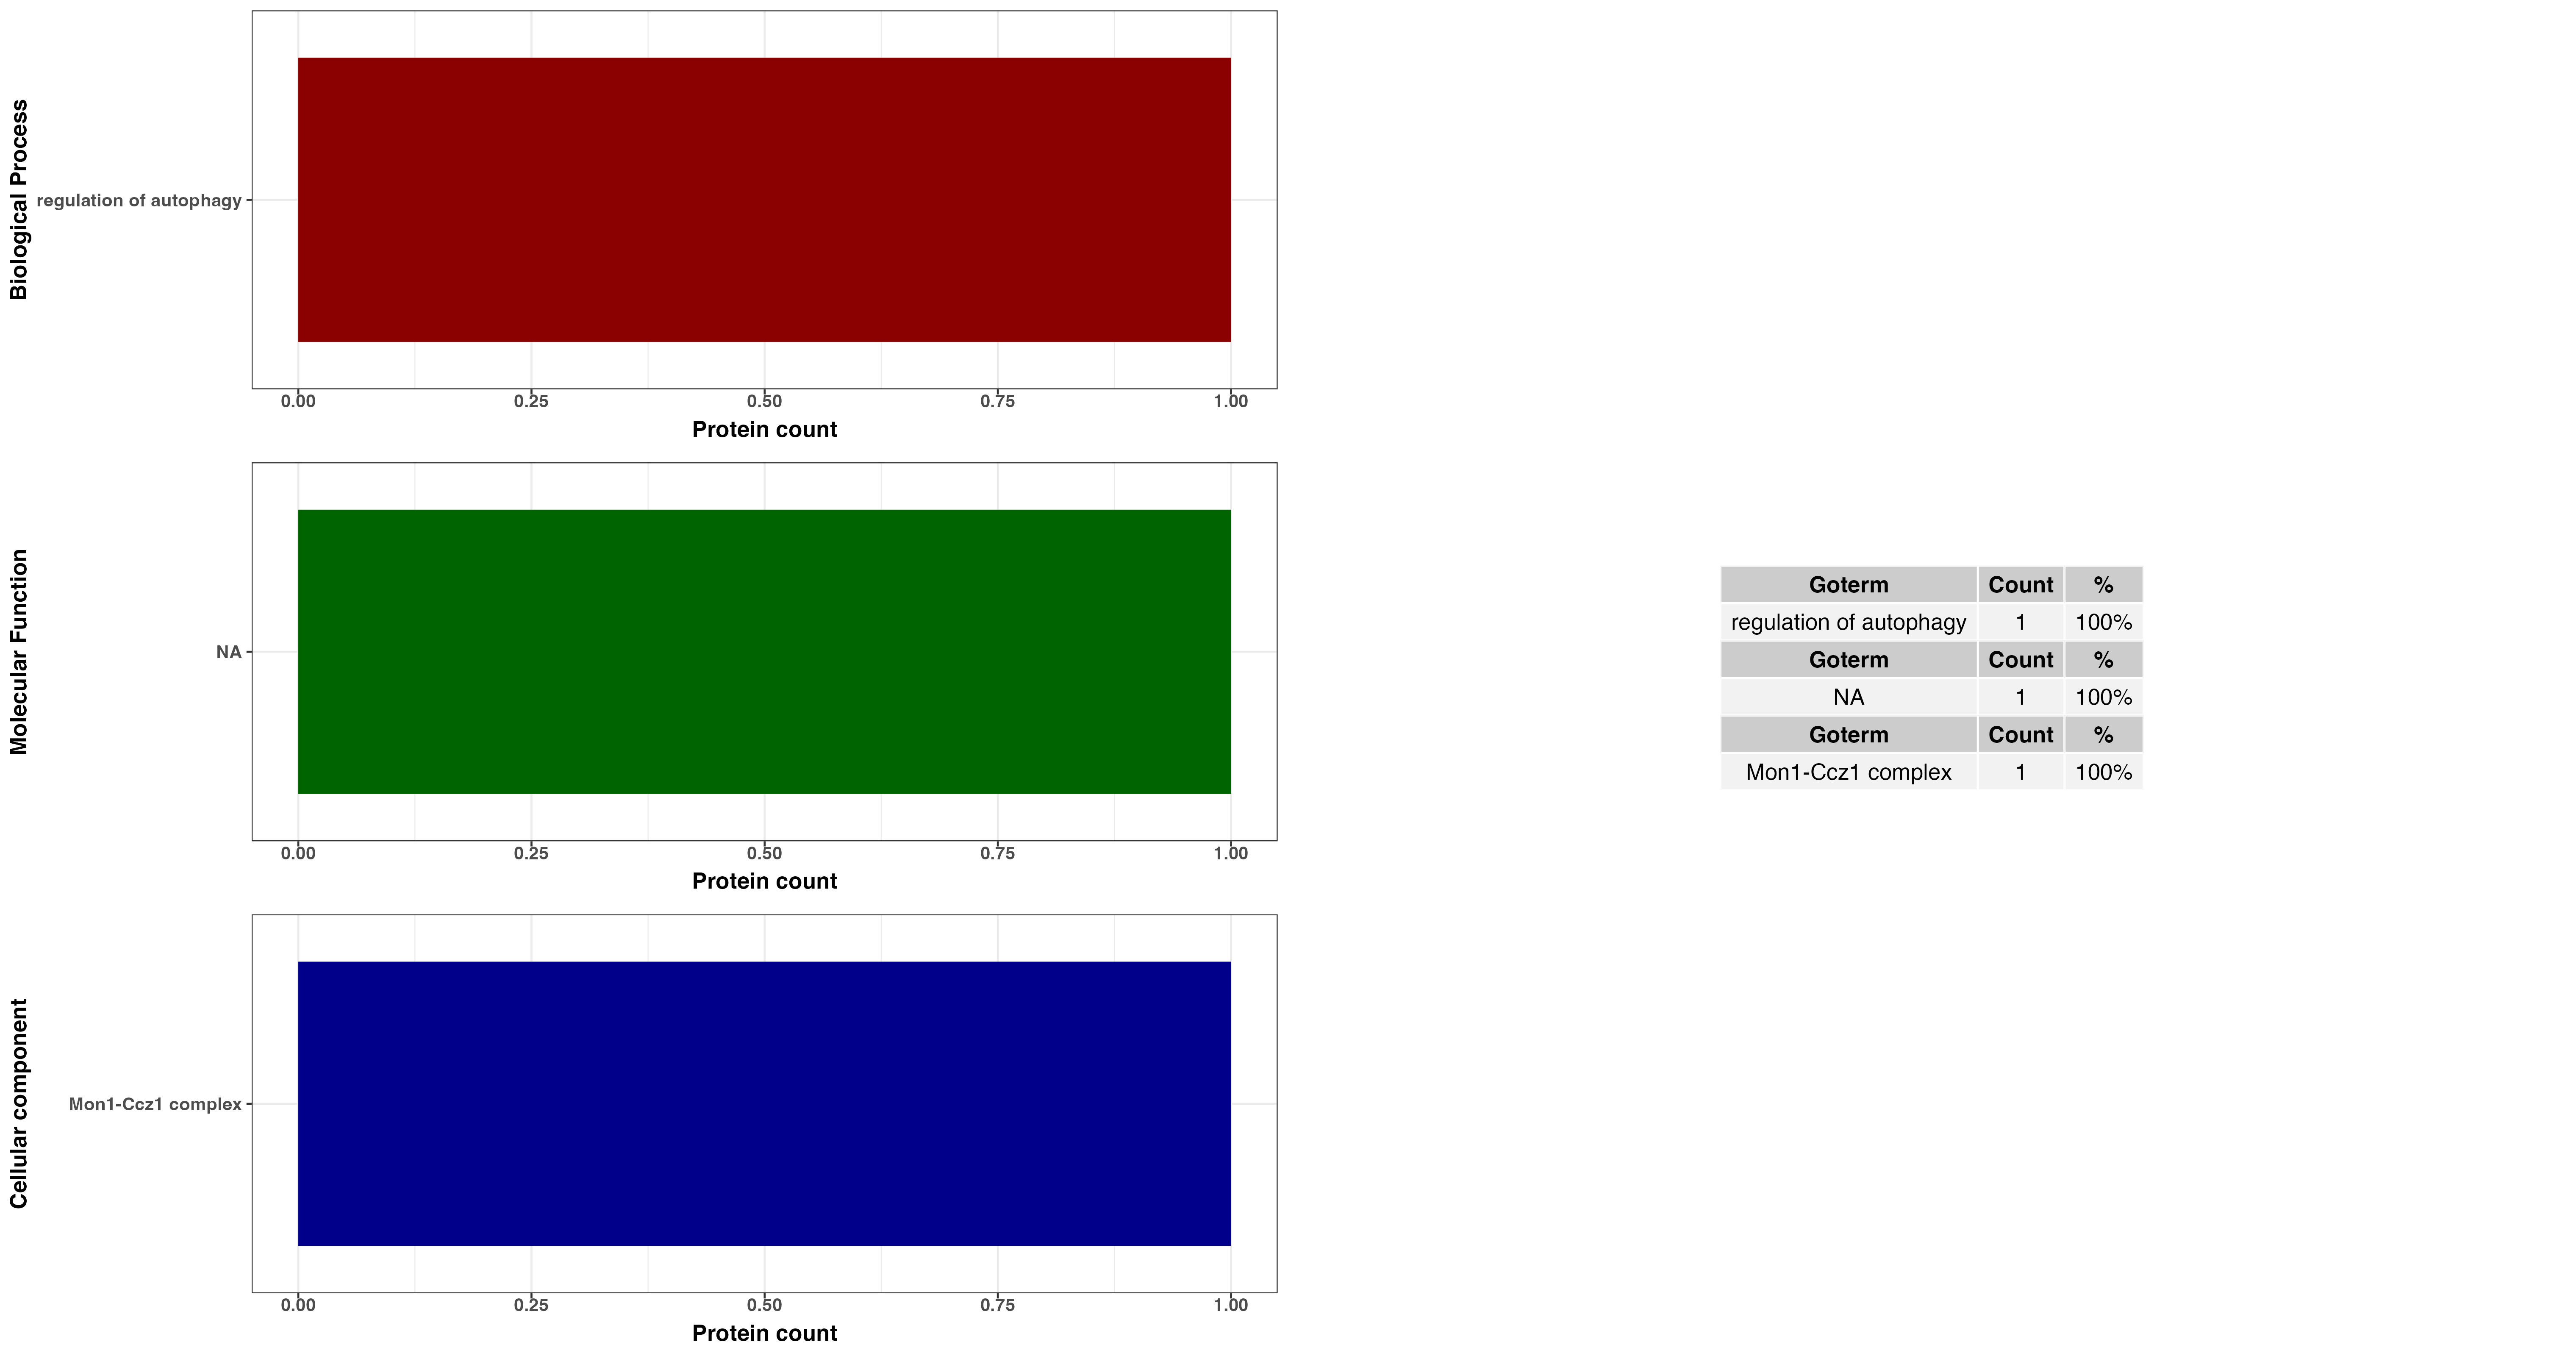 Biological Process
regulation of autophagy
0.00 0.25 0.50 0.75 1.00
Protein count
Molecular Function
NA
0.00 0.25 0.50 0.75 1.00
Protein count
Cellular component
Mon1-Ccz1 complex
0.00 0.25 0.50 0.75 1.00
Protein count
Goterm Count %
regulation of autophagy 1 100%
Goterm Count %
NA 1 100%
Goterm Count %
Mon1-Ccz1 complex 1 100%